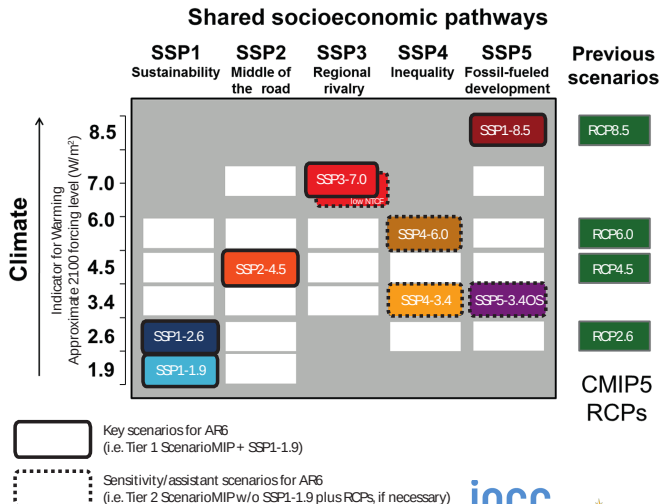 Shared socioeconomic pathways
SSP1 SSP2 SSP3 SSP4 SSP5
Sustainability Middle of the road Regional rivalry Inequality Fossil-fueled development
Previous scenarios
Climate
Indicator for Warming
Approximate 2100 forcing level (W/m²)
8.5 SSP1-8.5 RCP8.5
7.0 SSP3-7.0
low NTCF
6.0 SSP4-6.0 RCP6.0
4.5 SSP2-4.5 RCP4.5
3.4 SSP4-3.4 SSP5-3.4OS
2.6 SSP1-2.6 RCP2.6
1.9 SSP1-1.9
CMIP5
RCPs
Key scenarios for AR6
(i.e. Tier 1 ScenarioMIP + SSP1-1.9)
Sensitivity/assistant scenarios for AR6
(i.e. Tier 2 ScenarioMIP w/o SSP1-1.9 plus RCPs, if necessary)
ipcc